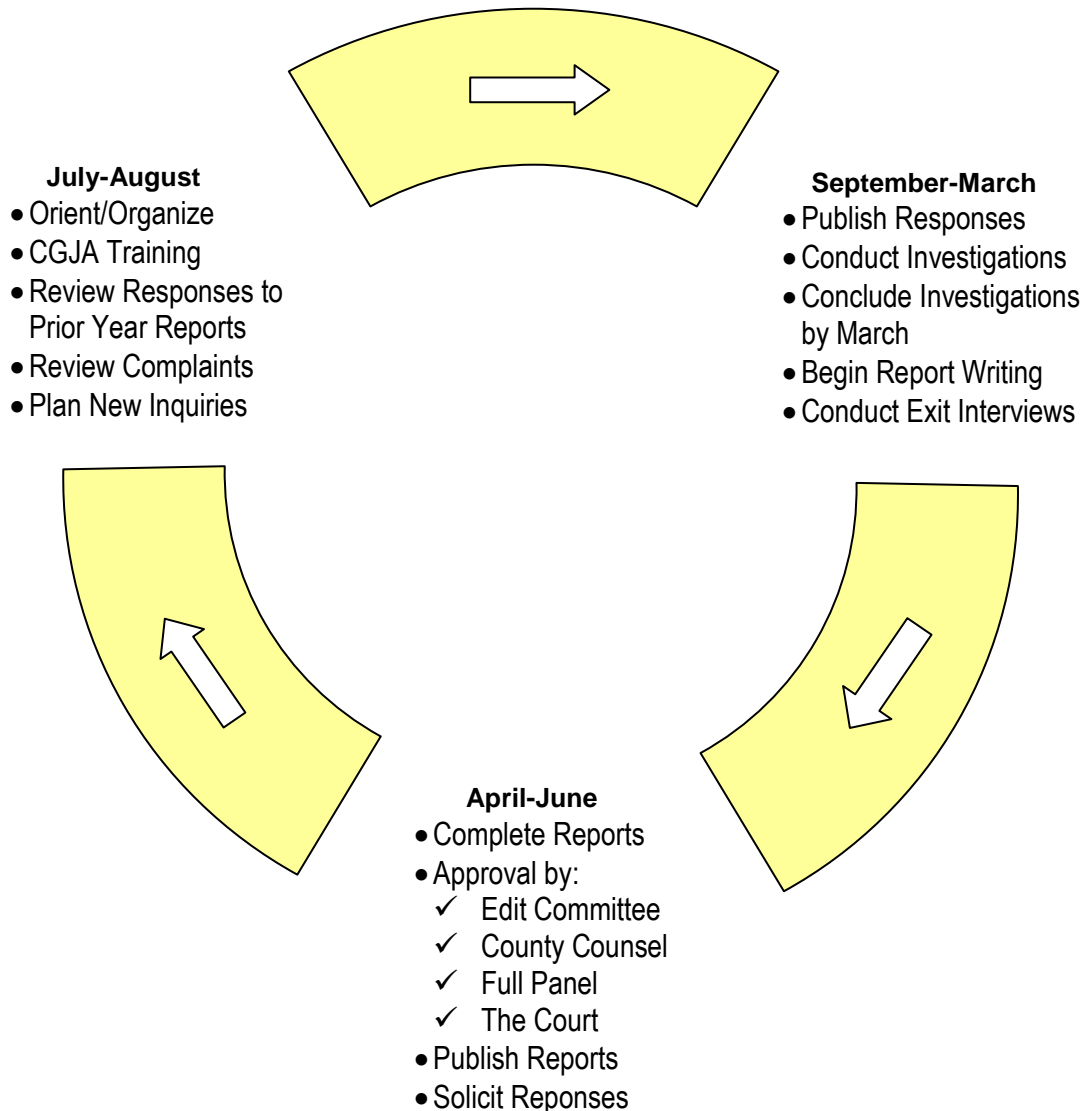 July-August
• Orient/Organize
• CGJA Training
• Review Responses to
Prior Year Reports
• Review Complaints
• Plan New Inquiries
September-March
• Publish Responses
• Conduct Investigations
• Conclude Investigations
by March
• Begin Report Writing
• Conduct Exit Interviews
April-June
• Complete Reports
• Approval by:
✓ Edit Committee
✓ County Counsel
✓ Full Panel
✓ The Court
• Publish Reports
• Solicit Reponses